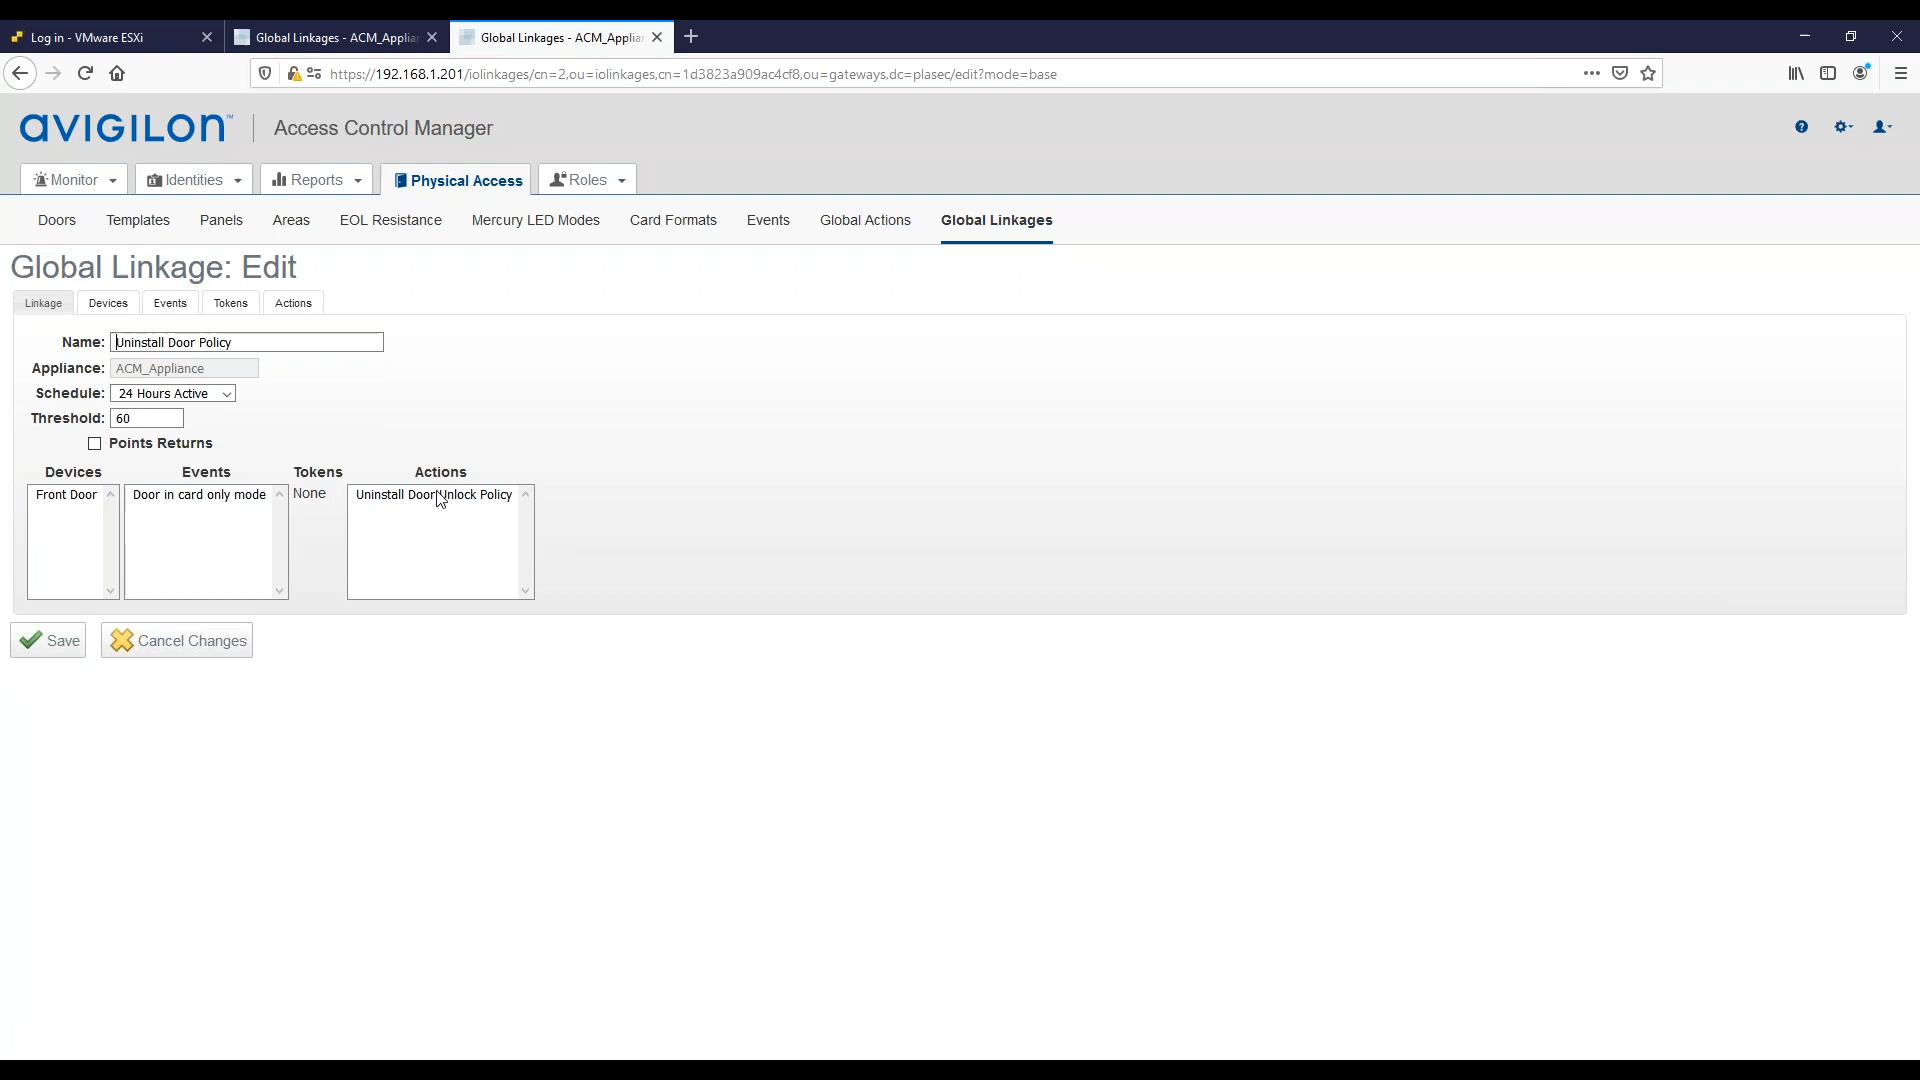 Log in - VMware ESXi
Global Linkages - ACM_Applia
Global Linkages - ACM_Applia
https://192.168.1.201/iolinkages/cn=2,ou=iolinkages,cn=1d3823a909ac4cf8,ou=gateways,dc=plasec/edit?mode=base
AVIGILON™ Access Control Manager
Monitor Identities Reports Physical Access Roles
Doors Templates Panels Areas EOL Resistance Mercury LED Modes Card Formats Events Global Actions Global Linkages
Global Linkage: Edit
Linkage Devices Events Tokens Actions
Name: Uninstall Door Policy
Appliance: ACM_Appliance
Schedule: 24 Hours Active
Threshold: 60
Points Returns
Devices Events Tokens Actions
Front Door Door in card only mode None Uninstall Door Unlock Policy
Save Cancel Changes